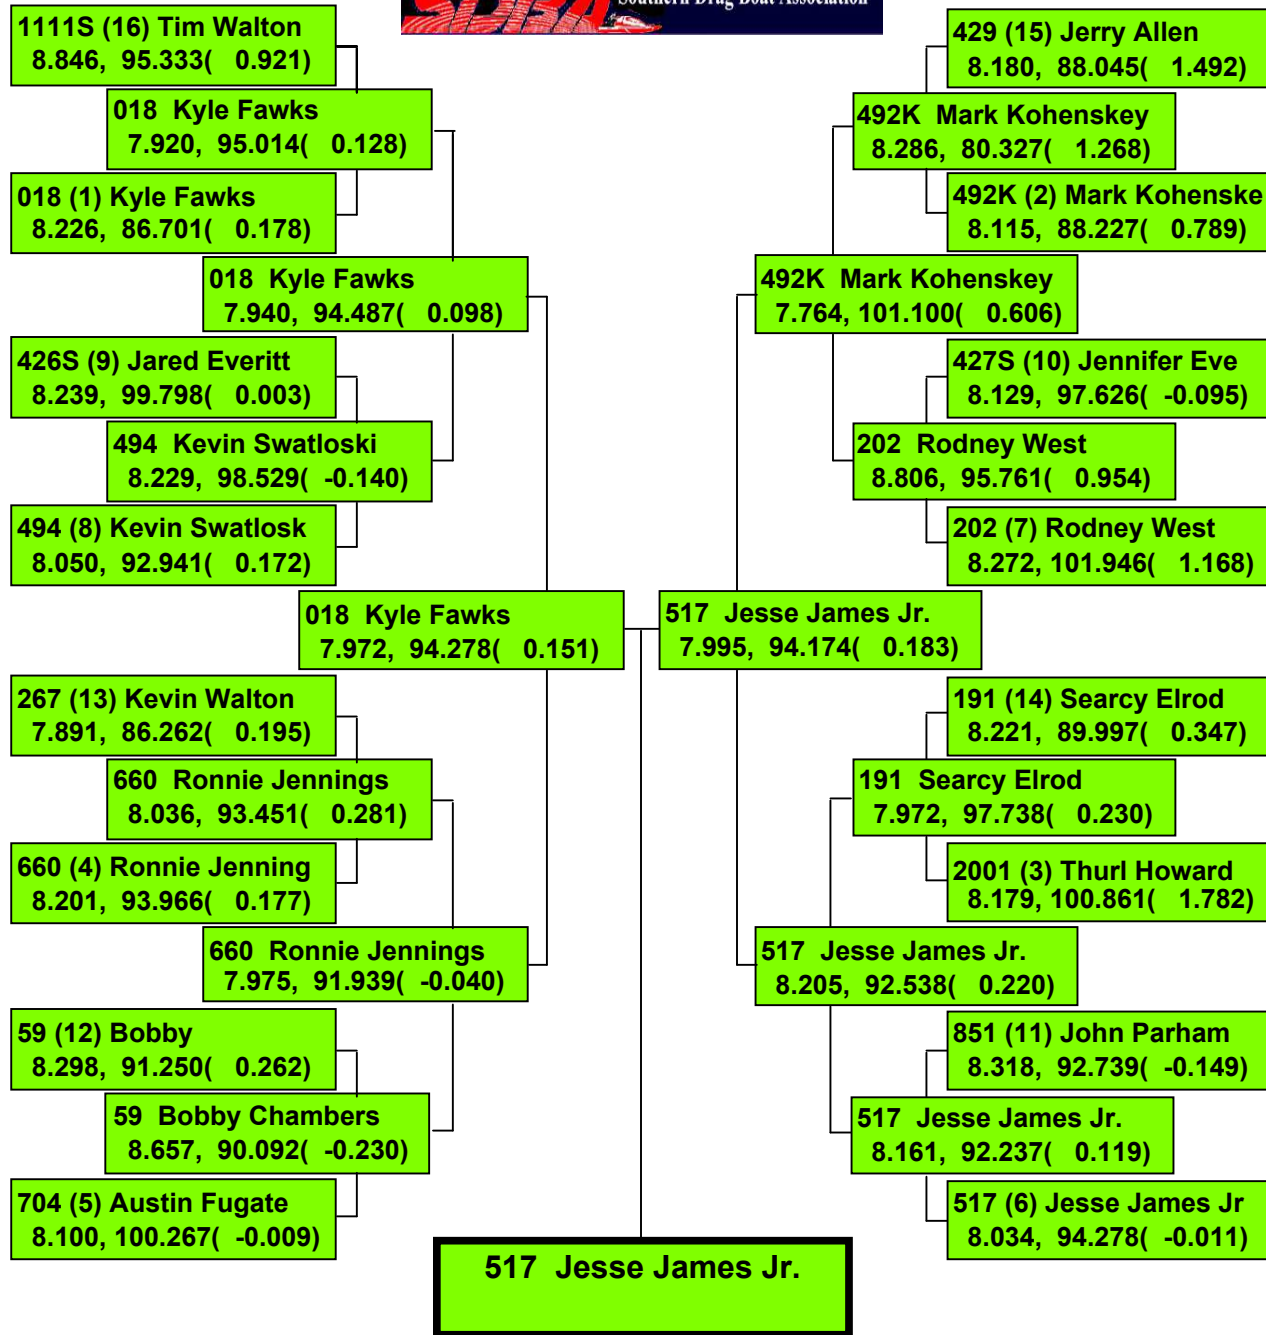 Southern Drag Boat Association
1111S (16) Tim Walton
8.846, 95.333( 0.921)
018 Kyle Fawks
7.920, 95.014( 0.128)
018 (1) Kyle Fawks
8.226, 86.701( 0.178)
018 Kyle Fawks
7.940, 94.487( 0.098)
426S (9) Jared Everitt
8.239, 99.798( 0.003)
494 Kevin Swatloski
8.229, 98.529( -0.140)
494 (8) Kevin Swatlosk
8.050, 92.941( 0.172)
018 Kyle Fawks
7.972, 94.278( 0.151)
267 (13) Kevin Walton
7.891, 86.262( 0.195)
660 Ronnie Jennings
8.036, 93.451( 0.281)
660 (4) Ronnie Jenning
8.201, 93.966( 0.177)
660 Ronnie Jennings
7.975, 91.939( -0.040)
59 (12) Bobby
8.298, 91.250( 0.262)
59 Bobby Chambers
8.657, 90.092( -0.230)
704 (5) Austin Fugate
8.100, 100.267( -0.009)
429 (15) Jerry Allen
8.180, 88.045( 1.492)
492K Mark Kohenskey
8.286, 80.327( 1.268)
492K (2) Mark Kohenske
8.115, 88.227( 0.789)
492K Mark Kohenskey
7.764, 101.100( 0.606)
427S (10) Jennifer Eve
8.129, 97.626( -0.095)
202 Rodney West
8.806, 95.761( 0.954)
202 (7) Rodney West
8.272, 101.946( 1.168)
517 Jesse James Jr.
7.995, 94.174( 0.183)
191 (14) Searcy Elrod
8.221, 89.997( 0.347)
191 Searcy Elrod
7.972, 97.738( 0.230)
2001 (3) Thurl Howard
8.179, 100.861( 1.782)
517 Jesse James Jr.
8.205, 92.538( 0.220)
851 (11) John Parham
8.318, 92.739( -0.149)
517 Jesse James Jr.
8.161, 92.237( 0.119)
517 (6) Jesse James Jr
8.034, 94.278( -0.011)
517 Jesse James Jr.